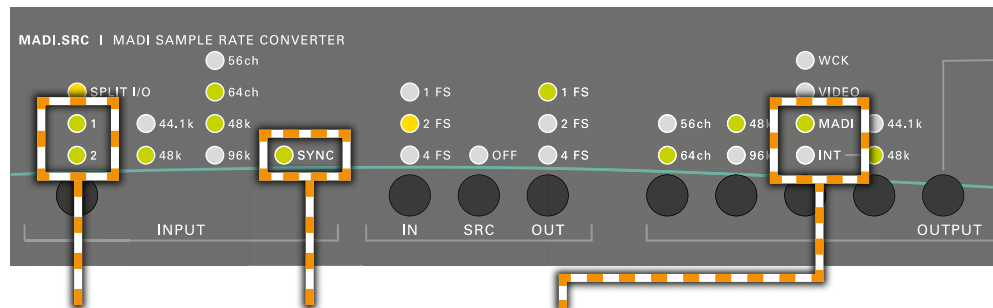 MADI.SRC I MADI SAMPLE RATE CONVERTER
56ch
WCK
SPLIT I/O
64ch
1 FS
1 FS
VIDEO
1
44.1k
48k
2 FS
2 FS
56ch
48k
MADI
44.1k
2
48k
96k
SYNC
4 FS
OFF
4 FS
64ch
96k
INT
48k
INPUT
IN
SRC
OUT
OUTPUT